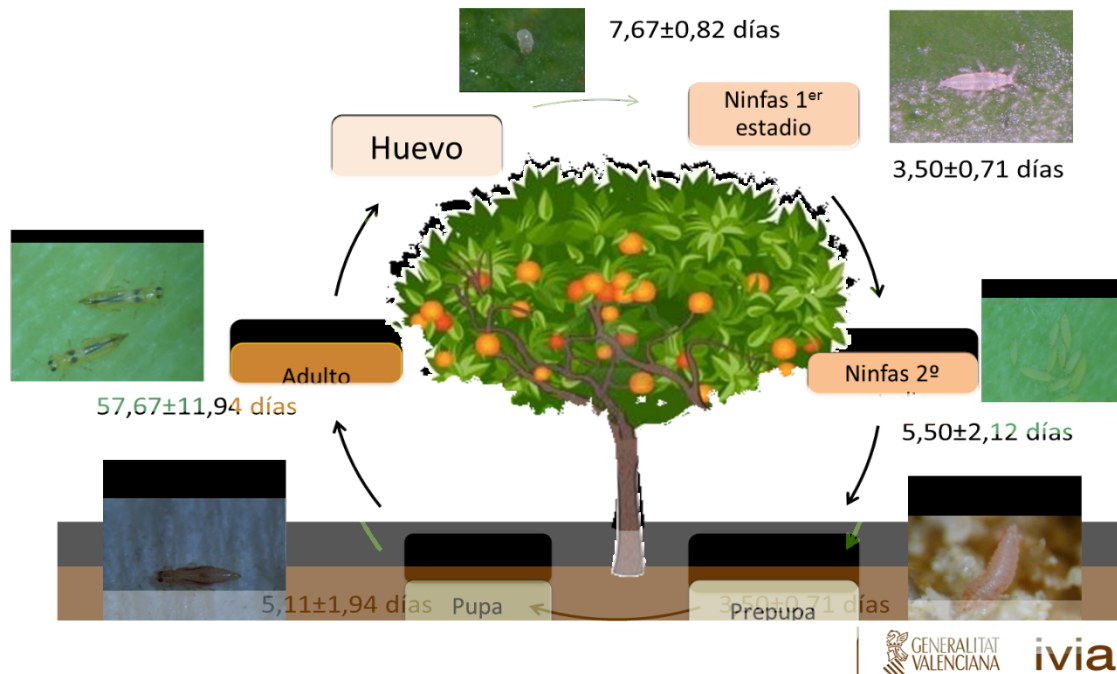 7,67±0,82 días
Ninfas 1er
estadio
Huevo
3,50±0,71 días
Adulto
57,67±11,94 días
Ninfas 2º
5,50±2,12 días
5,11±1,94 días
Pupa
Prepupa
3,50±0,71 días
GENERALITAT
VALENCIANA
ivia